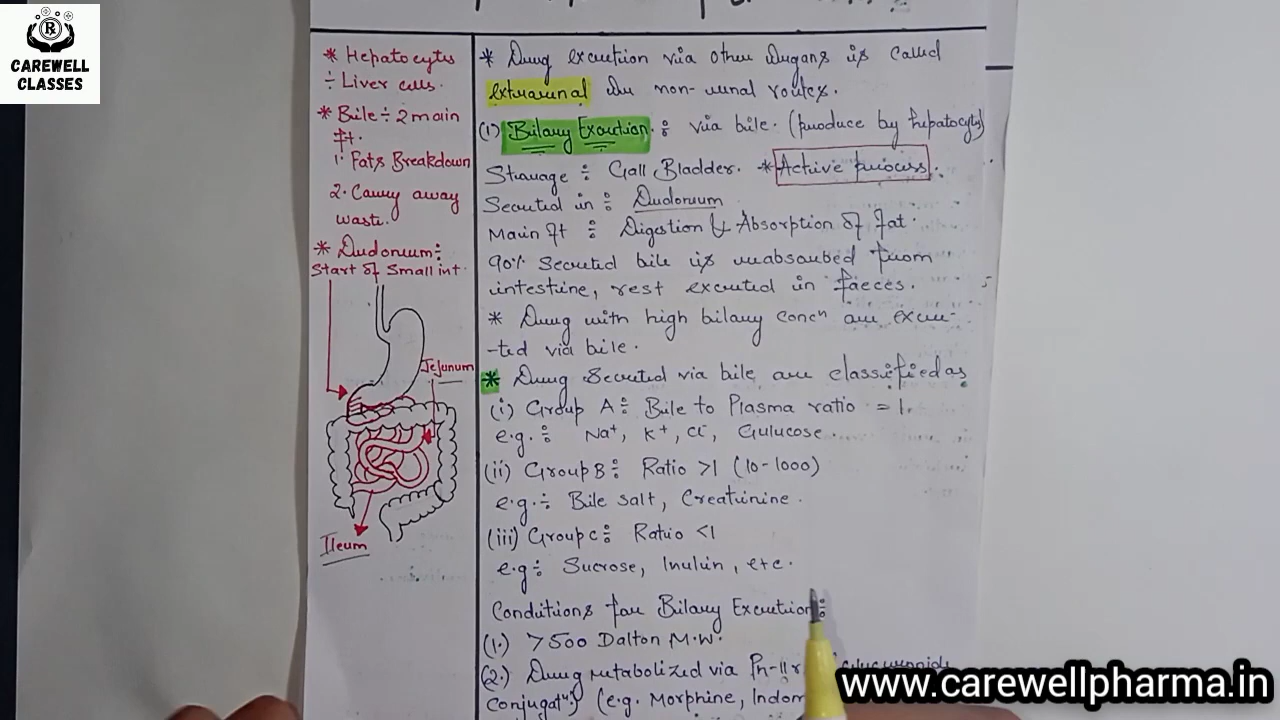 CAREWELL
CLASSES
* Hepatocytes
÷ Liver cells.
* Bile ÷ 2 main
ft.
1. Fats Breakdown
2. Carry away
waste.
* Dudonum:
Start of Small int.
Jejunum
Ileum
* Drug excretion via other Organs is called
extrarenal or non-renal routes.
(1) Bilary Excretion : via bile. (produce by hepatocyts)
Storage : Gall Bladder. * Active process.
Secreted in : Dudonum
Main ft : Digestion & Absorption of Fat.
90% Secreted bile is reabsorbed from
intestine, rest excreted in faeces.
* Drug with high bilary concⁿ are excre-
-ted via bile.
* Drug Secreted via bile are classified as
(i) Group A : Bile to Plasma ratio = 1.
e.g. : Na⁺, K⁺, Cl⁻, Gulucose.
(ii) Group B : Ratio >1 (10-1000)
e.g. ÷ Bile salt, Creatinine.
(iii) Group C : Ratio <1
e.g ÷ Sucrose, Inulin, etc.
Conditions for Bilary Excretion :
(1.) >500 Dalton M.W.
(2.) Drug metabolized via Ph-II
conjugatⁿ) (e.g. Morphine,
www.carewellpharma.in